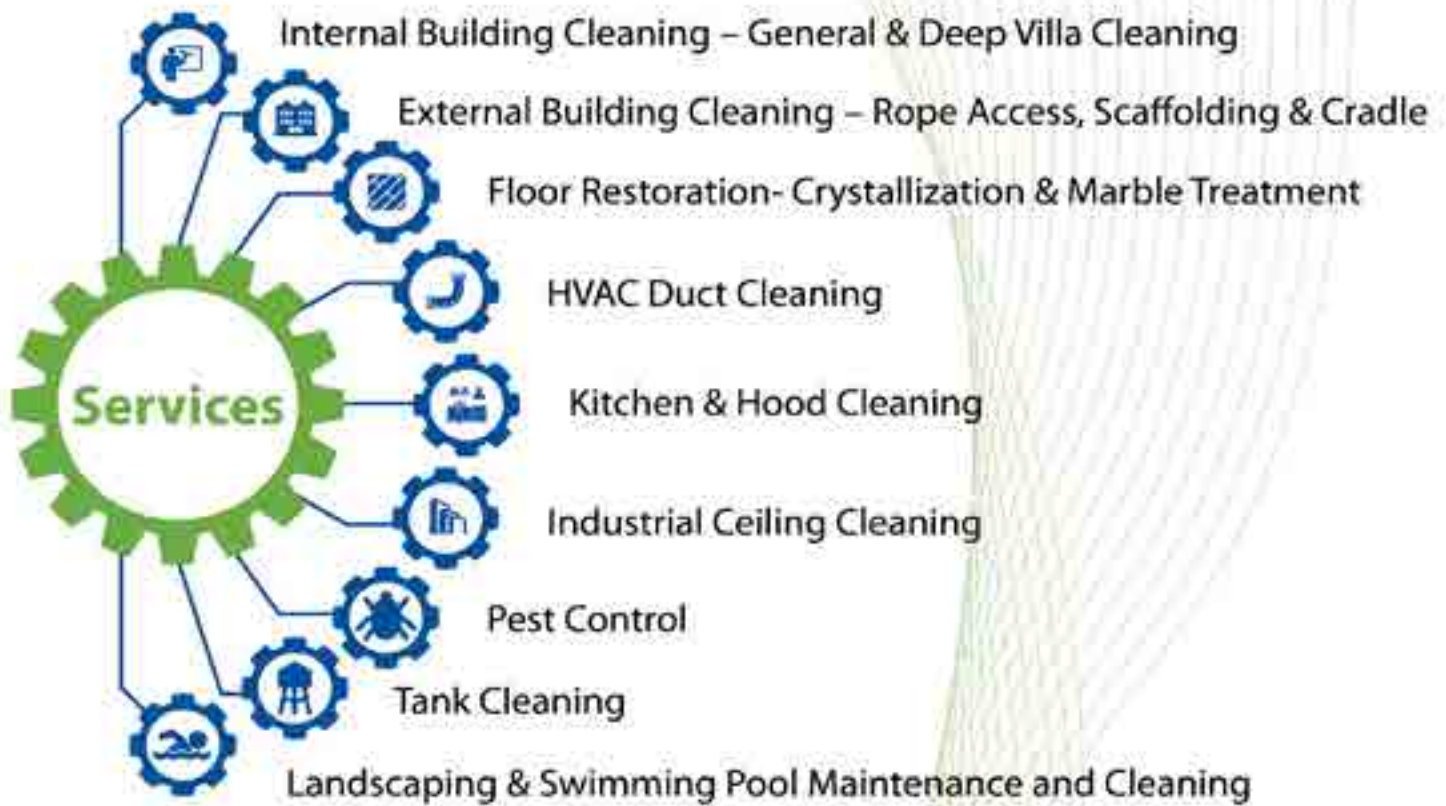 Internal Building Cleaning – General & Deep Villa Cleaning
External Building Cleaning – Rope Access, Scaffolding & Cradle
Floor Restoration- Crystallization & Marble Treatment
HVAC Duct Cleaning
Services
Kitchen & Hood Cleaning
Industrial Ceiling Cleaning
Pest Control
Tank Cleaning
Landscaping & Swimming Pool Maintenance and Cleaning